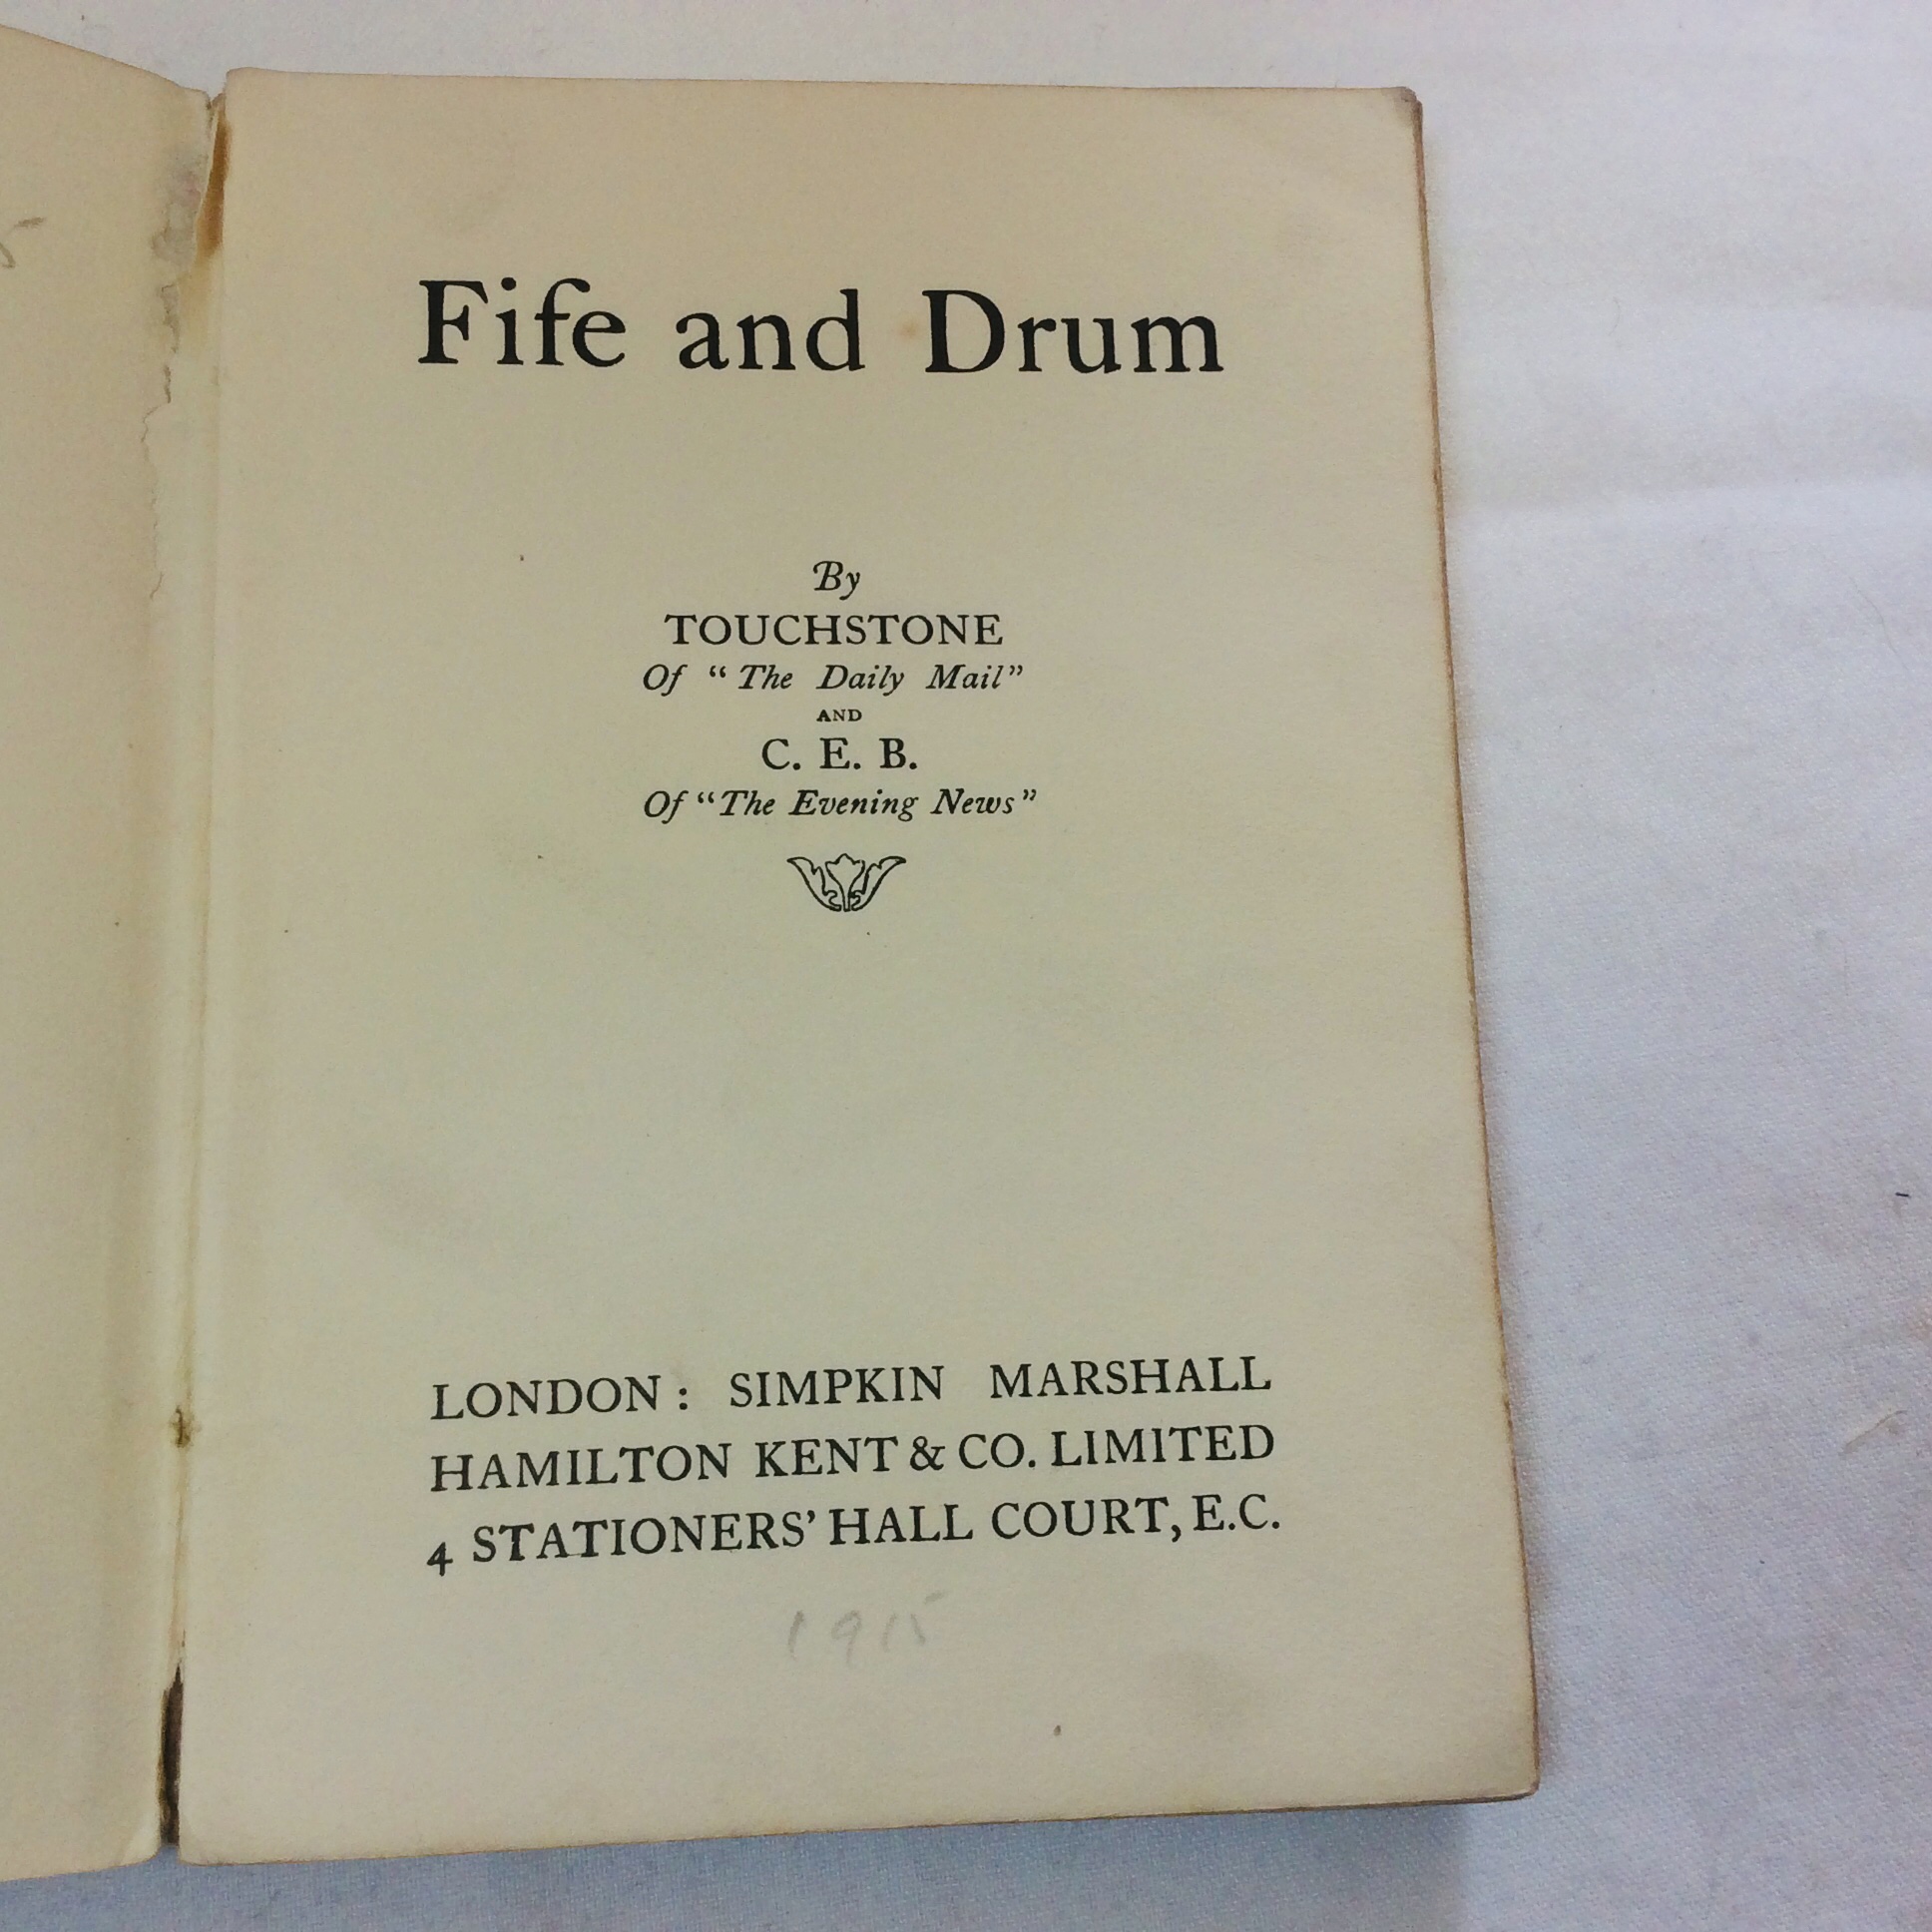 Fife and Drum
By
TOUCHSTONE
Of "The Daily Mail"
AND
C. E. B.
Of "The Evening News"
LONDON: SIMPKIN MARSHALL
HAMILTON KENT & CO. LIMITED
4 STATIONERS' HALL COURT, E.C.
1915